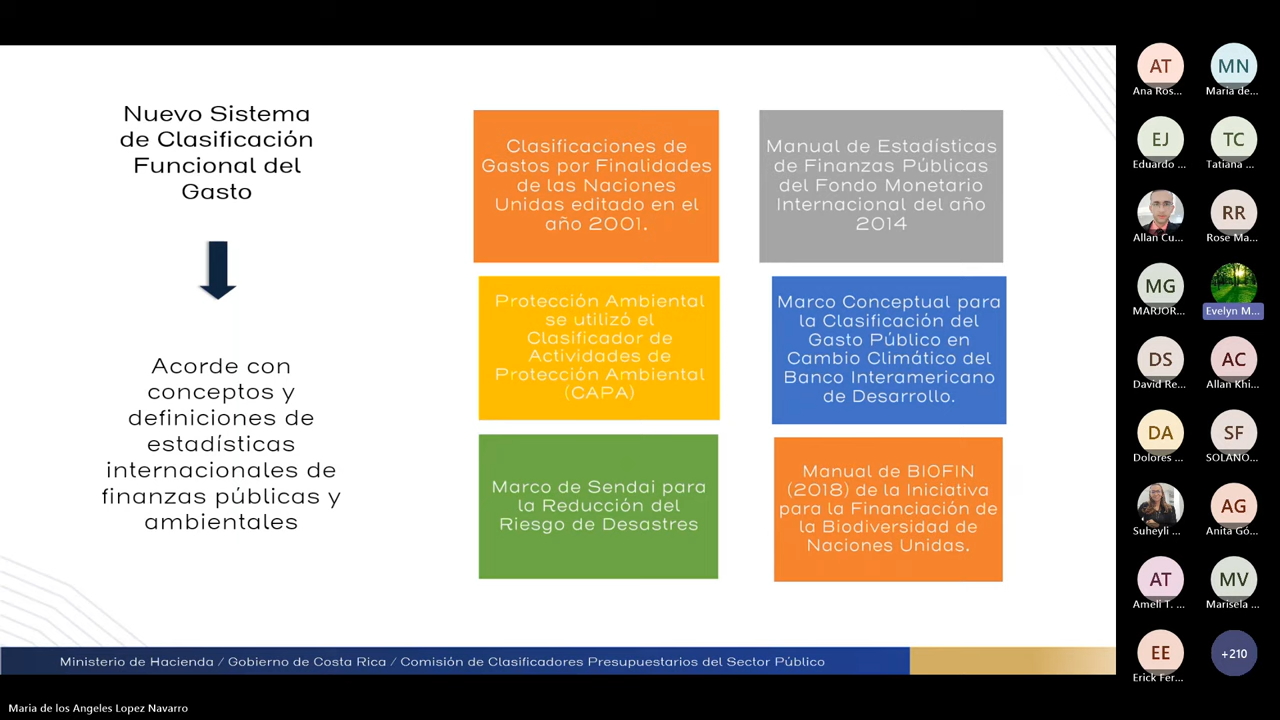 Nuevo Sistema
de Clasificación
Funcional del
Gasto
Acorde con
conceptos y
definiciones de
estadísticas
internacionales de
finanzas públicas y
ambientales
Clasificaciones de
Gastos por Finalidades
de las Naciones
Unidas editado en el
año 2001.
Manual de Estadísticas
de Finanzas Públicas
del Fondo Monetario
Internacional del año
2014
Protección Ambiental
se utilizó el
Clasificador de
Actividades de
Protección Ambiental
(CAPA)
Marco Conceptual para
la Clasificación del
Gasto Público en
Cambio Climático del
Banco Interamericano
de Desarrollo.
Marco de Sendai para
la Reducción del
Riesgo de Desastres
Manual de BIOFIN
(2018) de la Iniciativa
para la Financiación de
la Biodiversidad de
Naciones Unidas.
Ministerio de Hacienda / Gobierno de Costa Rica / Comisión de Clasificadores Presupuestarios del Sector Público
AT
Ana Ros...
MN
Maria de...
EJ
Eduardo ...
TC
Tatiana ...
Allan Cu...
RR
Rose Ma...
MG
MARJOR...
Evelyn M...
DS
David Re...
AC
Allan Khi...
DA
Dolores ...
SF
SOLANO...
Suheyli ...
AG
Anita Gó...
AT
Ameli T. ...
MV
Marisela ...
EE
Erick Fer...
+210
Maria de los Angeles Lopez Navarro